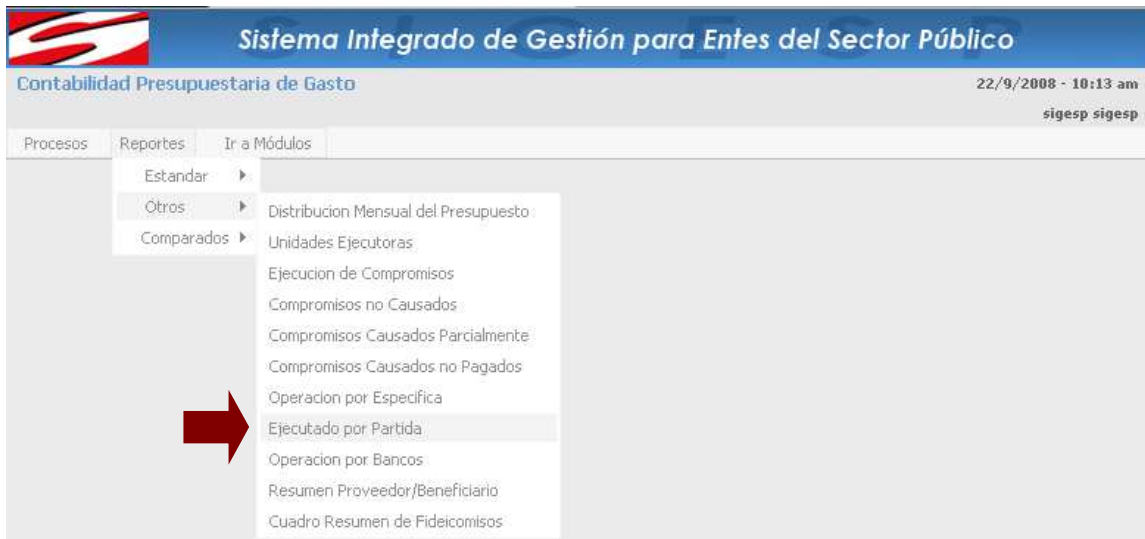 Sistema Integrado de Gestión para Entes del Sector Público
Contabilidad Presupuestaria de Gasto
22/9/2008 - 10:13 am
sigesp sigesp
Procesos Reportes Ir a Módulos
Estandar
Otros
Comparados
Distribucion Mensual del Presupuesto
Unidades Ejecutoras
Ejecucion de Compromisos
Compromisos no Causados
Compromisos Causados Parcialmente
Compromisos Causados no Pagados
Operacion por Especifica
Ejecutado por Partida
Operacion por Bancos
Resumen Proveedor/Beneficiario
Cuadro Resumen de Fideicomisos